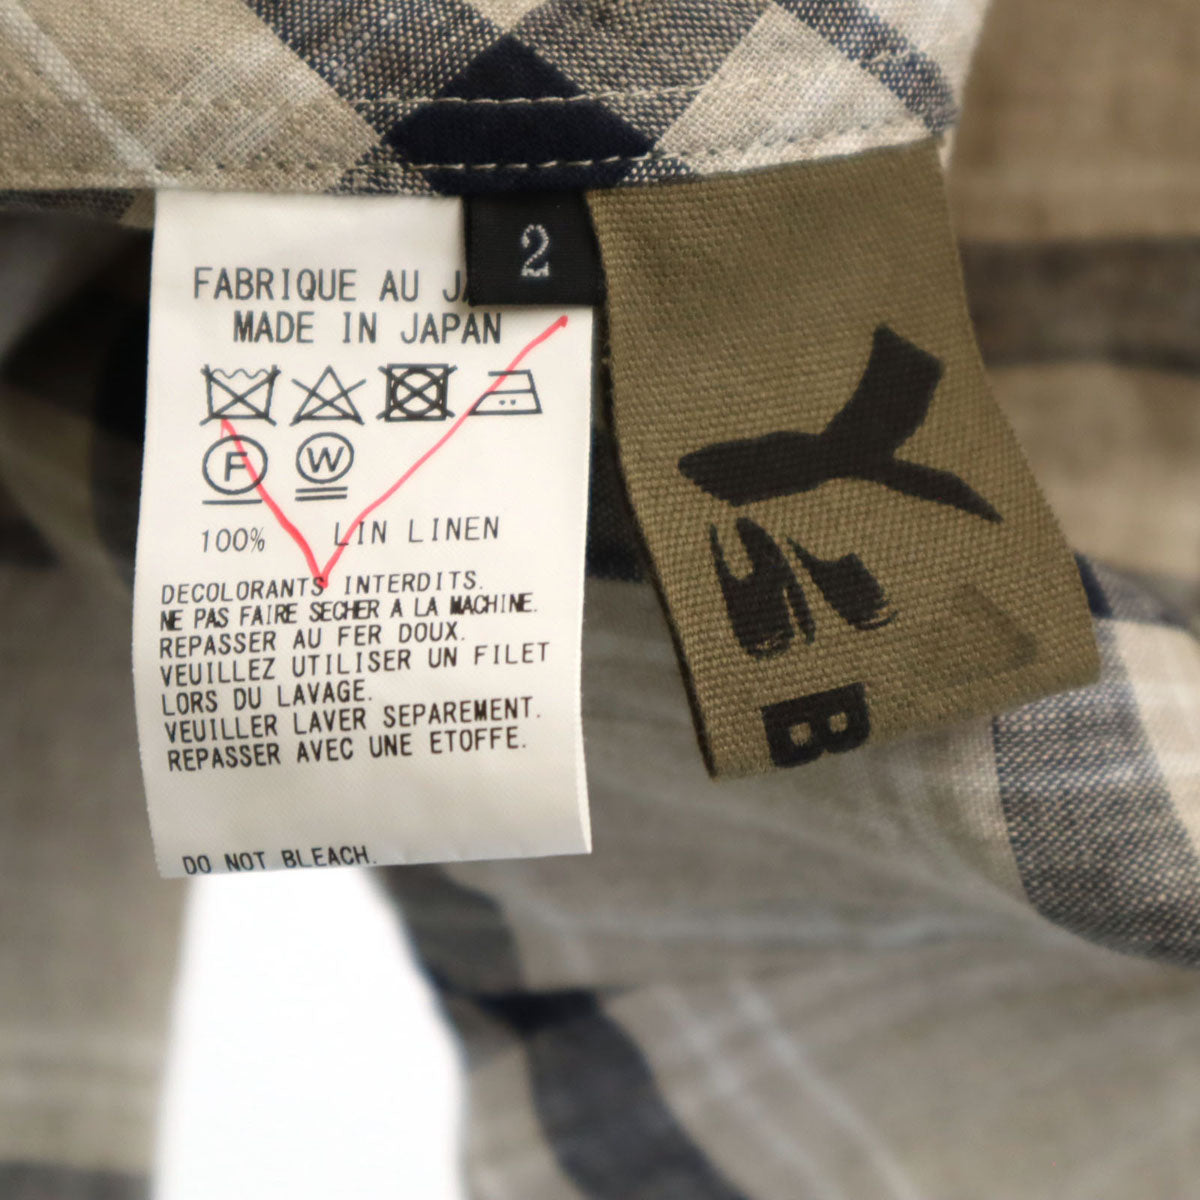 2
FABRIQUE AU
MADE IN JAPAN
F
W
100% LIN LINEN
DECOLORANTS INTERDITS.
NE PAS FAIRE SECHER A LA MACHINE.
REPASSER AU FER DOUX.
VEUILLEZ UTILISER UN FILET
LORS DU LAVAGE.
VEUILLER LAVER SEPAREMENT.
REPASSER AVEC UNE ETOFFE.
DO NOT BLEACH.
Y's
B